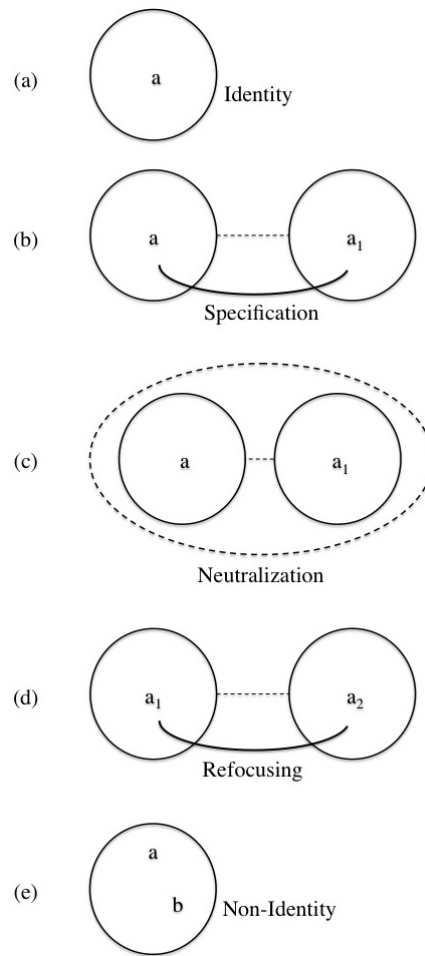 (a)
a
Identity
(b)
a
a₁
Specification
(c)
a
a₁
Neutralization
(d)
a₁
a₂
Refocusing
(e)
a
b
Non-Identity